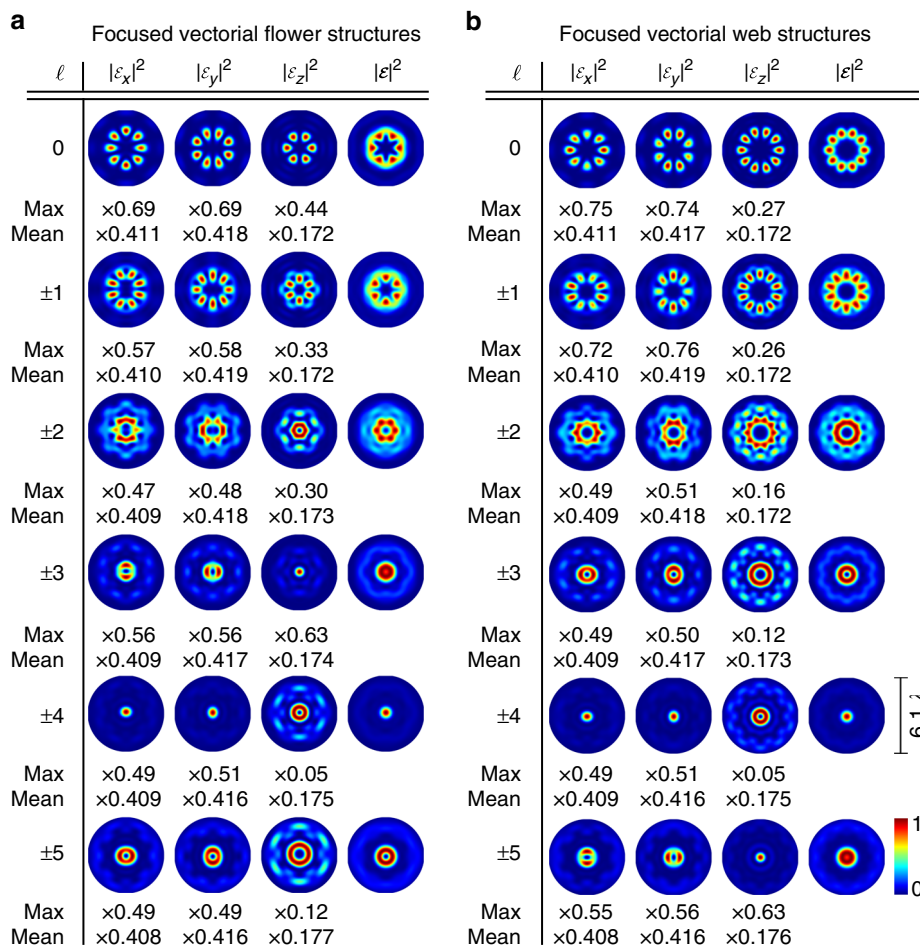 a
Focused vectorial flower structures
ℓ |ℰx|² |ℰy|² |ℰz|² |ℰ|²
0
Max ×0.69 ×0.69 ×0.44
Mean ×0.411 ×0.418 ×0.172
±1
Max ×0.57 ×0.58 ×0.33
Mean ×0.410 ×0.419 ×0.172
±2
Max ×0.47 ×0.48 ×0.30
Mean ×0.409 ×0.418 ×0.173
±3
Max ×0.56 ×0.56 ×0.63
Mean ×0.409 ×0.417 ×0.174
±4
Max ×0.49 ×0.51 ×0.05
Mean ×0.409 ×0.416 ×0.175
±5
Max ×0.49 ×0.49 ×0.12
Mean ×0.408 ×0.416 ×0.177
b
Focused vectorial web structures
ℓ |ℰx|² |ℰy|² |ℰz|² |ℰ|²
0
Max ×0.75 ×0.74 ×0.27
Mean ×0.411 ×0.417 ×0.172
±1
Max ×0.72 ×0.76 ×0.26
Mean ×0.410 ×0.419 ×0.172
±2
Max ×0.49 ×0.51 ×0.16
Mean ×0.409 ×0.418 ×0.172
±3
Max ×0.49 ×0.50 ×0.12
Mean ×0.409 ×0.417 ×0.173
±4
Max ×0.49 ×0.51 ×0.05
Mean ×0.409 ×0.416 ×0.175
±5
Max ×0.55 ×0.56 ×0.63
Mean ×0.408 ×0.416 ×0.176
1
0